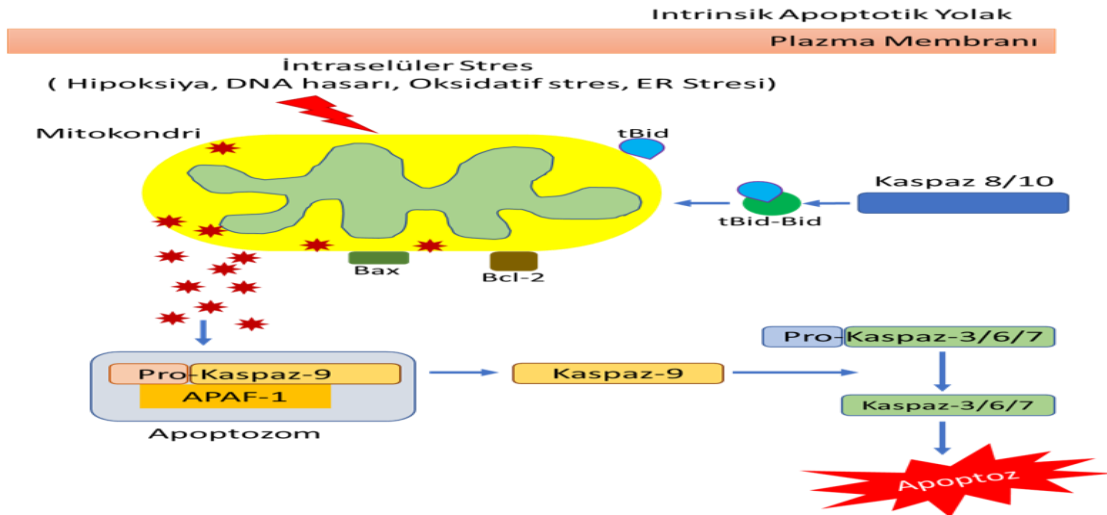 Intrinsik Apoptotik Yolak
Plazma Membranı
İntraselüler Stres
( Hipoksiya, DNA hasarı, Oksidatif stres, ER Stresi)
Mitokondri
tBid
Kaspaz 8/10
tBid-Bid
Bax
Bcl-2
Pro-Kaspaz-3/6/7
Pro-Kaspaz-9
Kaspaz-9
APAF-1
Kaspaz-3/6/7
Apoptozom
Apoptoz